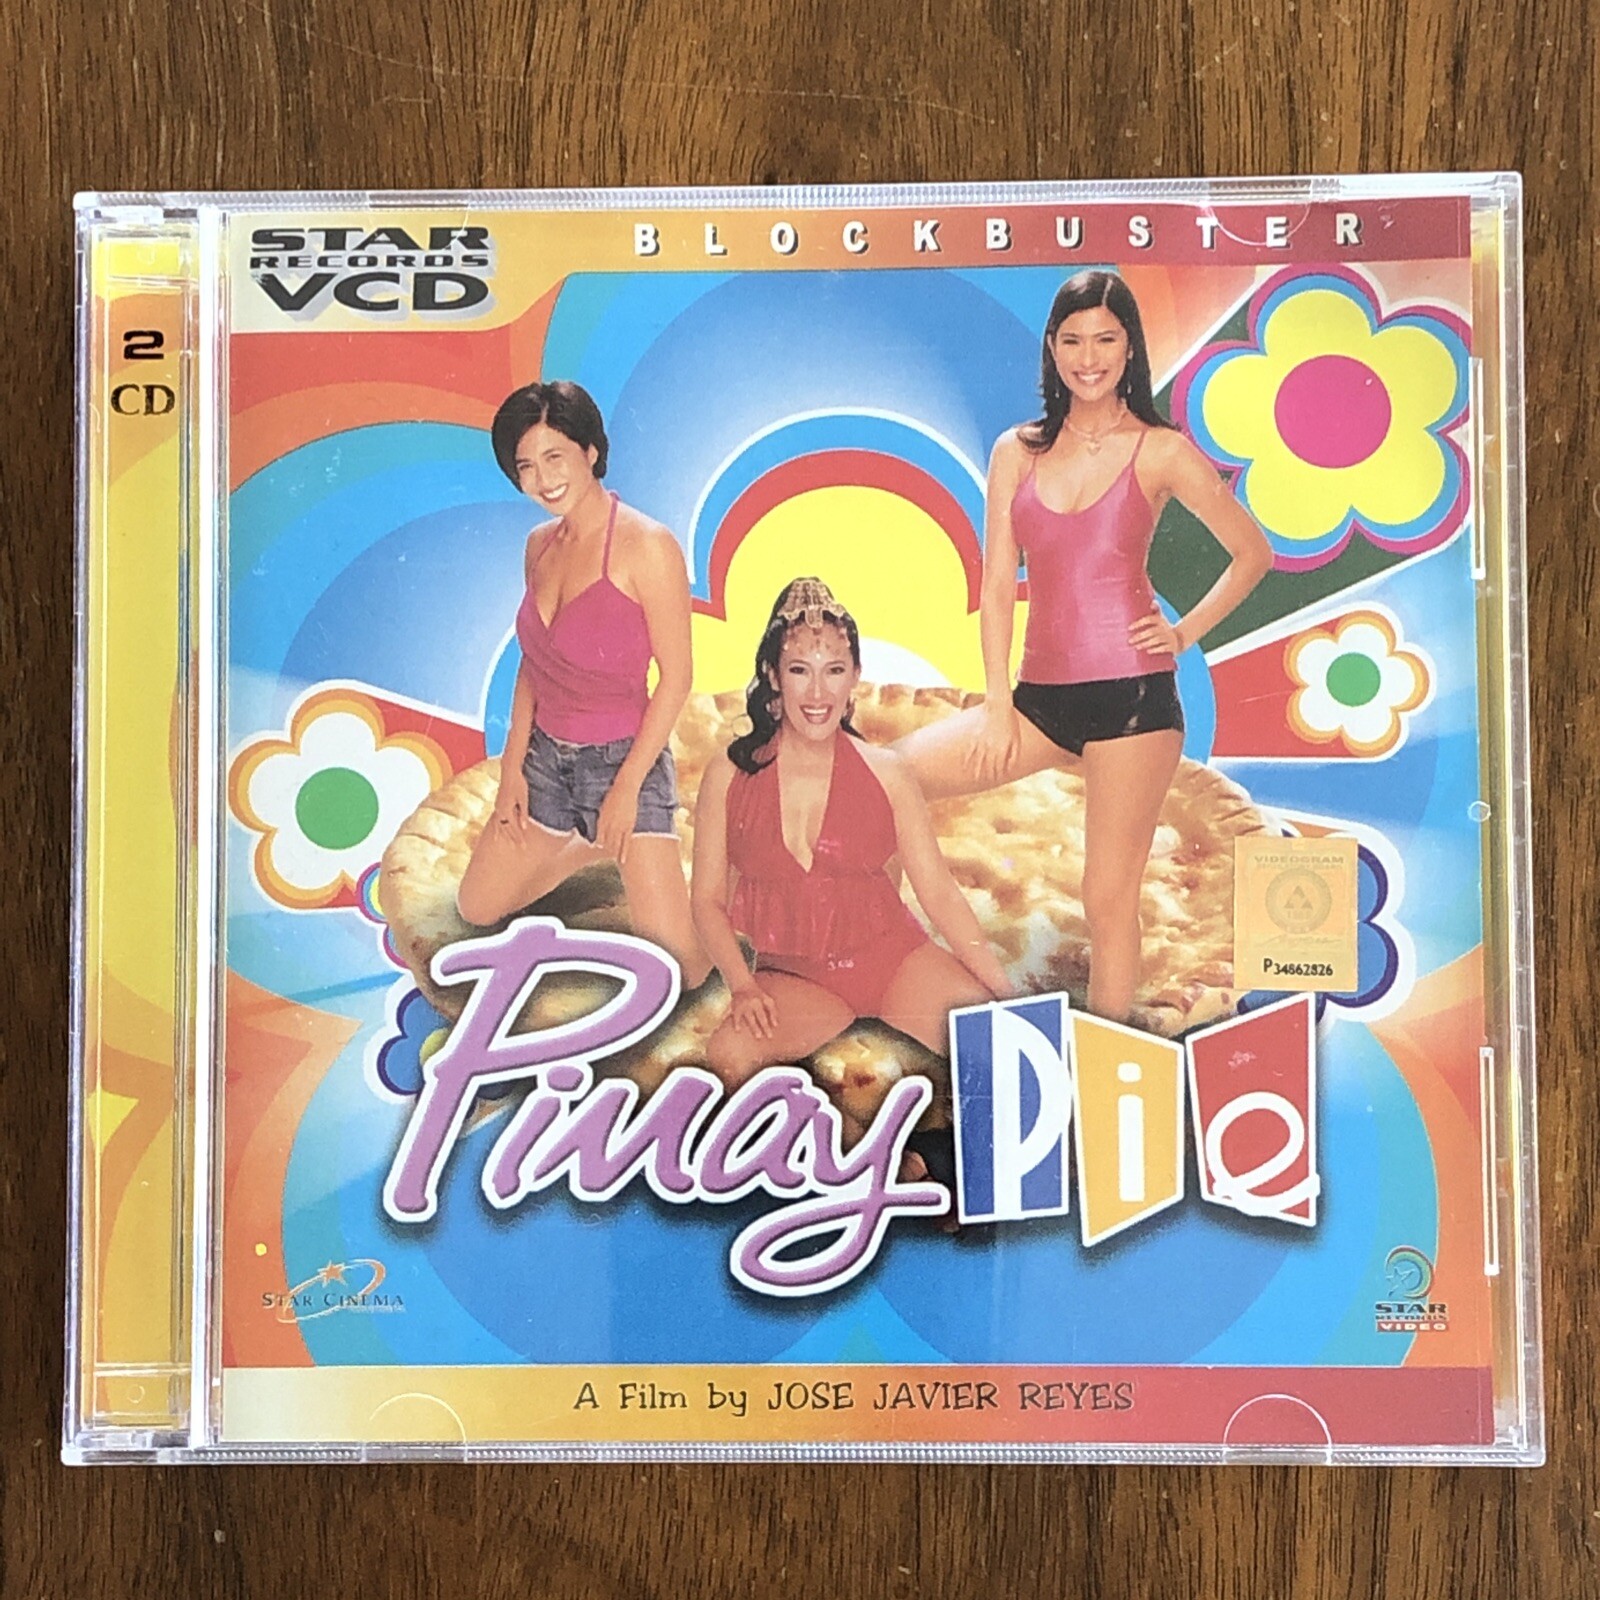 STAR
RECORDS
VCD
BLOCKBUSTER
2
CD
VIDEOGRAM
P34862826
Pinay Pie
STAR CINEMA
STAR
RECORDS
VIDEO
A Film by JOSE JAVIER REYES